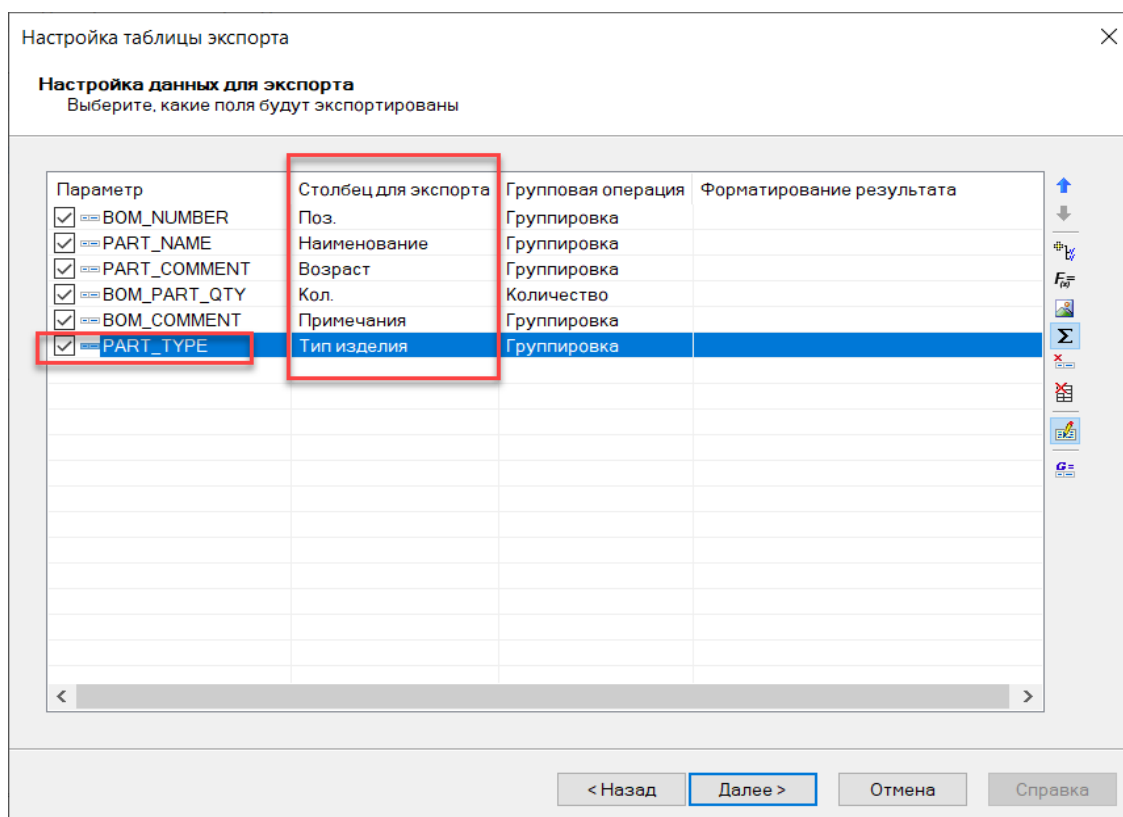 Настройка таблицы экспорта
Настройка данных для экспорта
Выберите, какие поля будут экспортированы
Параметр Столбец для экспорта Групповая операция Форматирование результата
BOM_NUMBER Поз. Группировка
PART_NAME Наименование Группировка
PART_COMMENT Возраст Группировка
BOM_PART_QTY Кол. Количество
BOM_COMMENT Примечания Группировка
PART_TYPE Тип изделия Группировка
F(x)=
Σ
G=
< Назад Далее > Отмена Справка